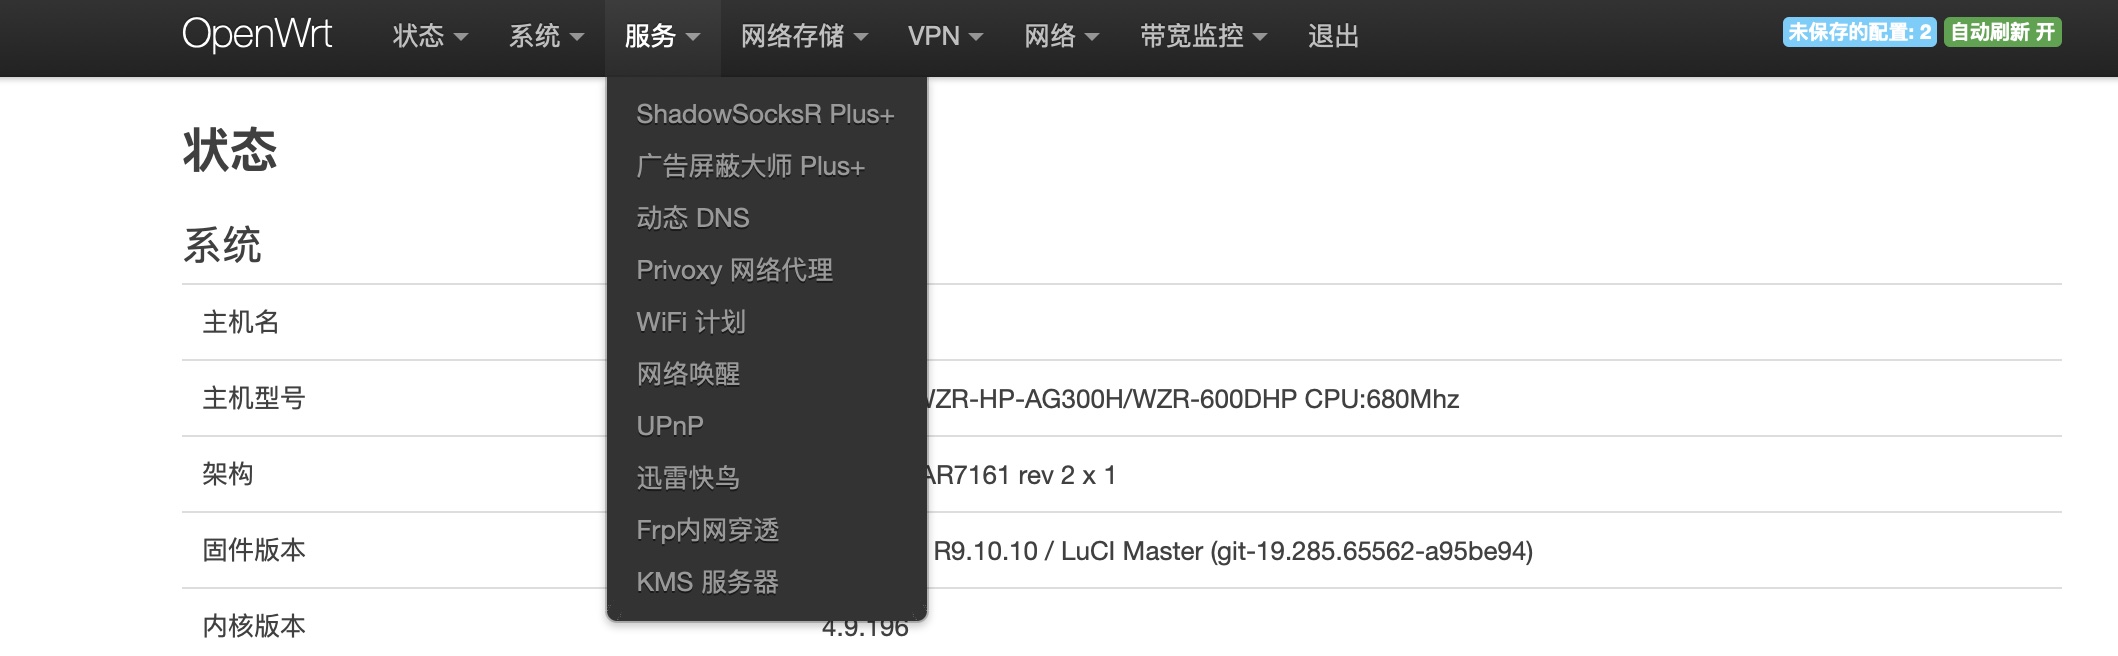 OpenWrt 状态 系统 服务 网络存储 VPN 网络 带宽监控 退出 未保存的配置: 2 自动刷新 开
ShadowSocksR Plus+
广告屏蔽大师 Plus+
动态 DNS
Privoxy 网络代理
WiFi 计划
网络唤醒
UPnP
迅雷快鸟
Frp内网穿透
KMS 服务器
状态
系统
主机名
主机型号 WZR-HP-AG300H/WZR-600DHP CPU:680Mhz
架构 AR7161 rev 2 x 1
固件版本 R9.10.10 / LuCI Master (git-19.285.65562-a95be94)
内核版本 4.9.196